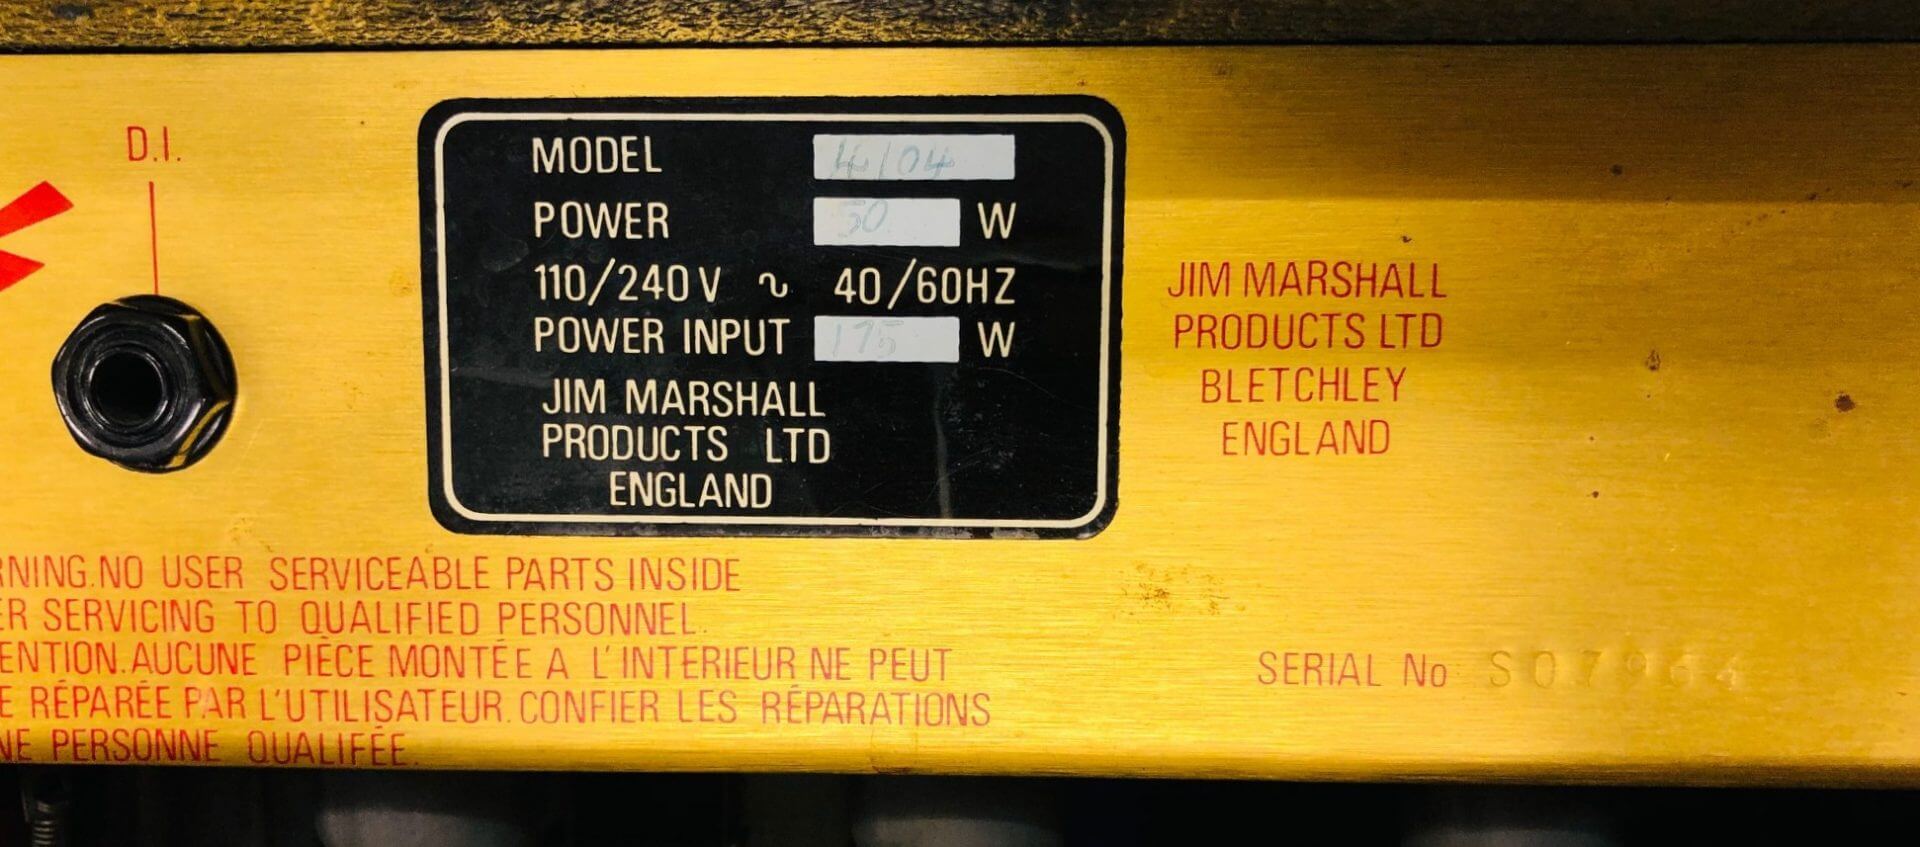 D.I.
MODEL 4104
POWER 50 W
110/240V ~ 40/60HZ
POWER INPUT 175 W
JIM MARSHALL
PRODUCTS LTD
ENGLAND
JIM MARSHALL
PRODUCTS LTD
BLETCHLEY
ENGLAND
RNING.NO USER SERVICEABLE PARTS INSIDE
ER SERVICING TO QUALIFIED PERSONNEL.
ENTION.AUCUNE PIÈCE MONTÉE A L'INTERIEUR NE PEUT
E RÉPARÉE PAR L'UTILISATEUR.CONFIER LES RÉPARATIONS
NE PERSONNE QUALIFÉE.
SERIAL No S07964